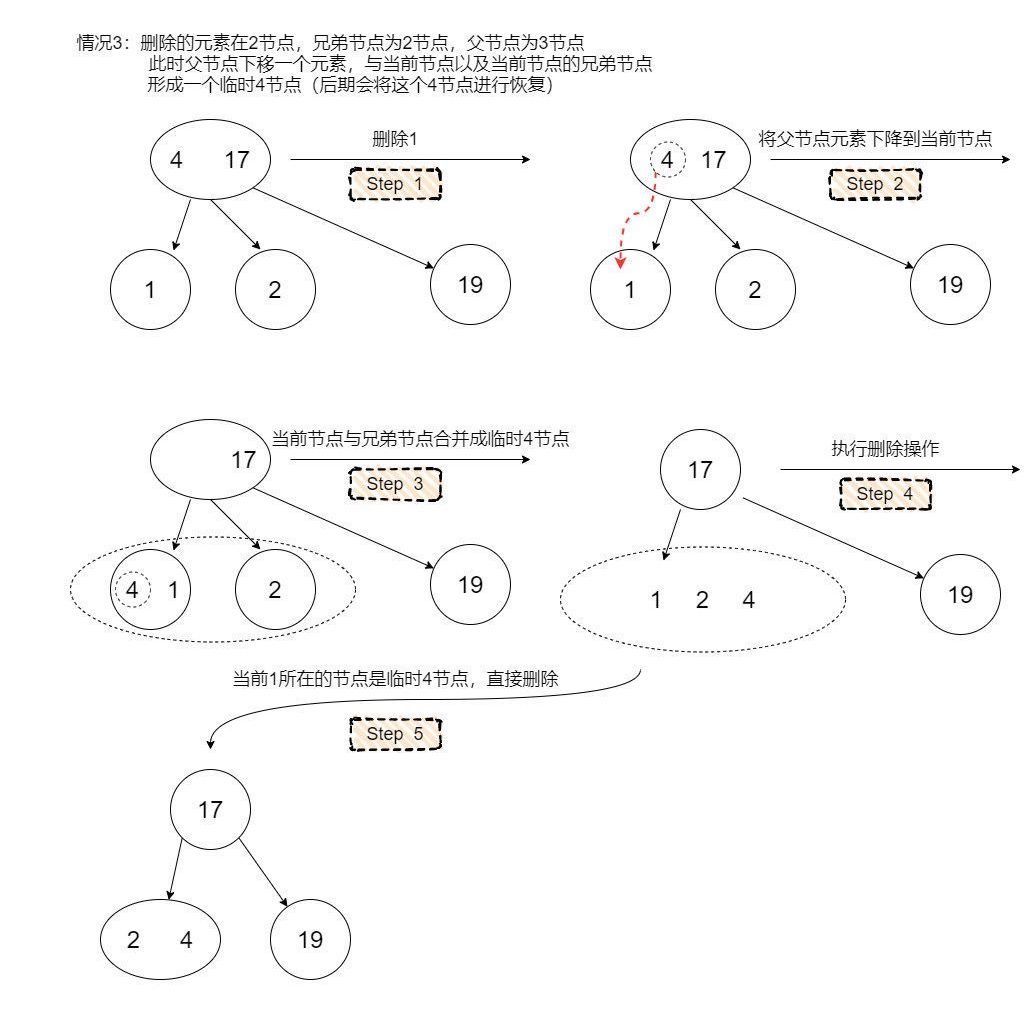 情况3：删除的元素在2节点，兄弟节点为2节点，父节点为3节点
此时父节点下移一个元素，与当前节点以及当前节点的兄弟节点
形成一个临时4节点（后期会将这个4节点进行恢复）
删除1
4 17
Step 1
1 2 19
将父节点元素下降到当前节点
4 17
Step 2
1 2 19
当前节点与兄弟节点合并成临时4节点
17
Step 3
4 1 2 19
执行删除操作
17
Step 4
1 2 4 19
当前1所在的节点是临时4节点，直接删除
Step 5
17
2 4 19